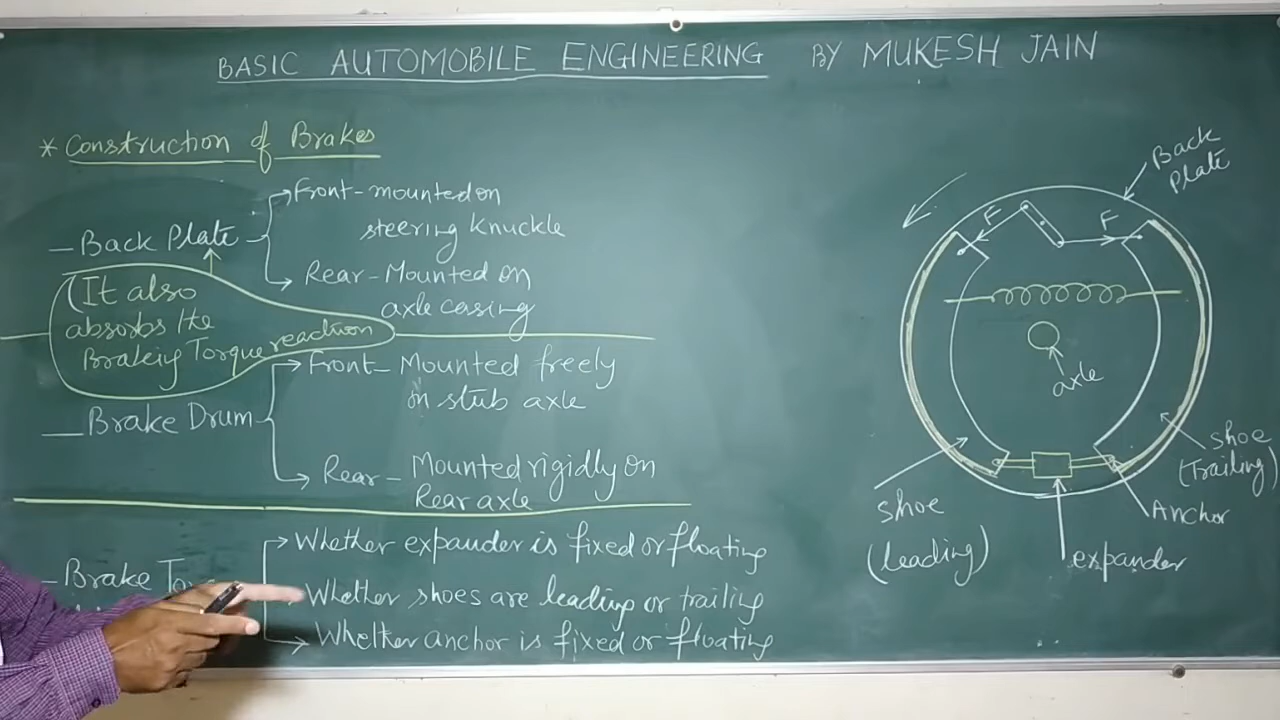 BASIC AUTOMOBILE ENGINEERING BY MUKESH JAIN
* Construction of Brakes
Front - mounted on
steering knuckle
- Back Plate
Rear - Mounted on
axle casing
(It also
absorbs the
Braking Torque reaction
Front - Mounted freely
on stub axle
- Brake Drum
Rear - Mounted rigidly on
Rear axle
Whether expander is fixed or floating
- Brake
Whether shoes are leading or trailing
Whether anchor is fixed or floating
Back
Plate
F
F
axle
shoe
(Trailing)
Anchor
shoe
(leading)
expander